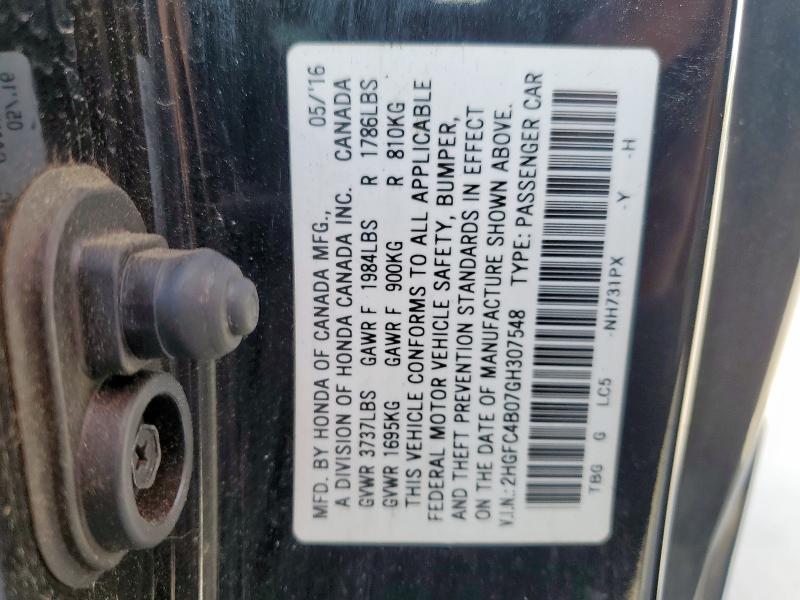 MFD. BY HONDA OF CANADA MFG., 05/'16
A DIVISION OF HONDA CANADA INC. CANADA
GVWR 3737LBS GAWR F 1984LBS R 1786LBS
GVWR 1695KG GAWR F 900KG R 810KG
THIS VEHICLE CONFORMS TO ALL APPLICABLE
FEDERAL MOTOR VEHICLE SAFETY, BUMPER,
AND THEFT PREVENTION STANDARDS IN EFFECT
ON THE DATE OF MANUFACTURE SHOWN ABOVE.
V.I.N.: 2HGFC4B07GH307548 TYPE: PASSENGER CAR
TBG G LC5 -NH731PX -Y -H